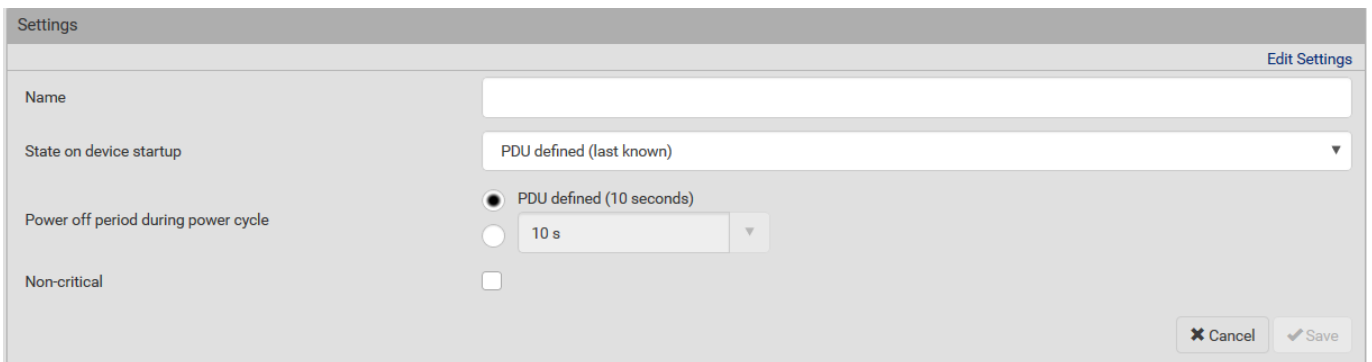 Settings
Edit Settings
Name
State on device startup
PDU defined (last known)
Power off period during power cycle
PDU defined (10 seconds)
10 s
Non-critical
Cancel
Save